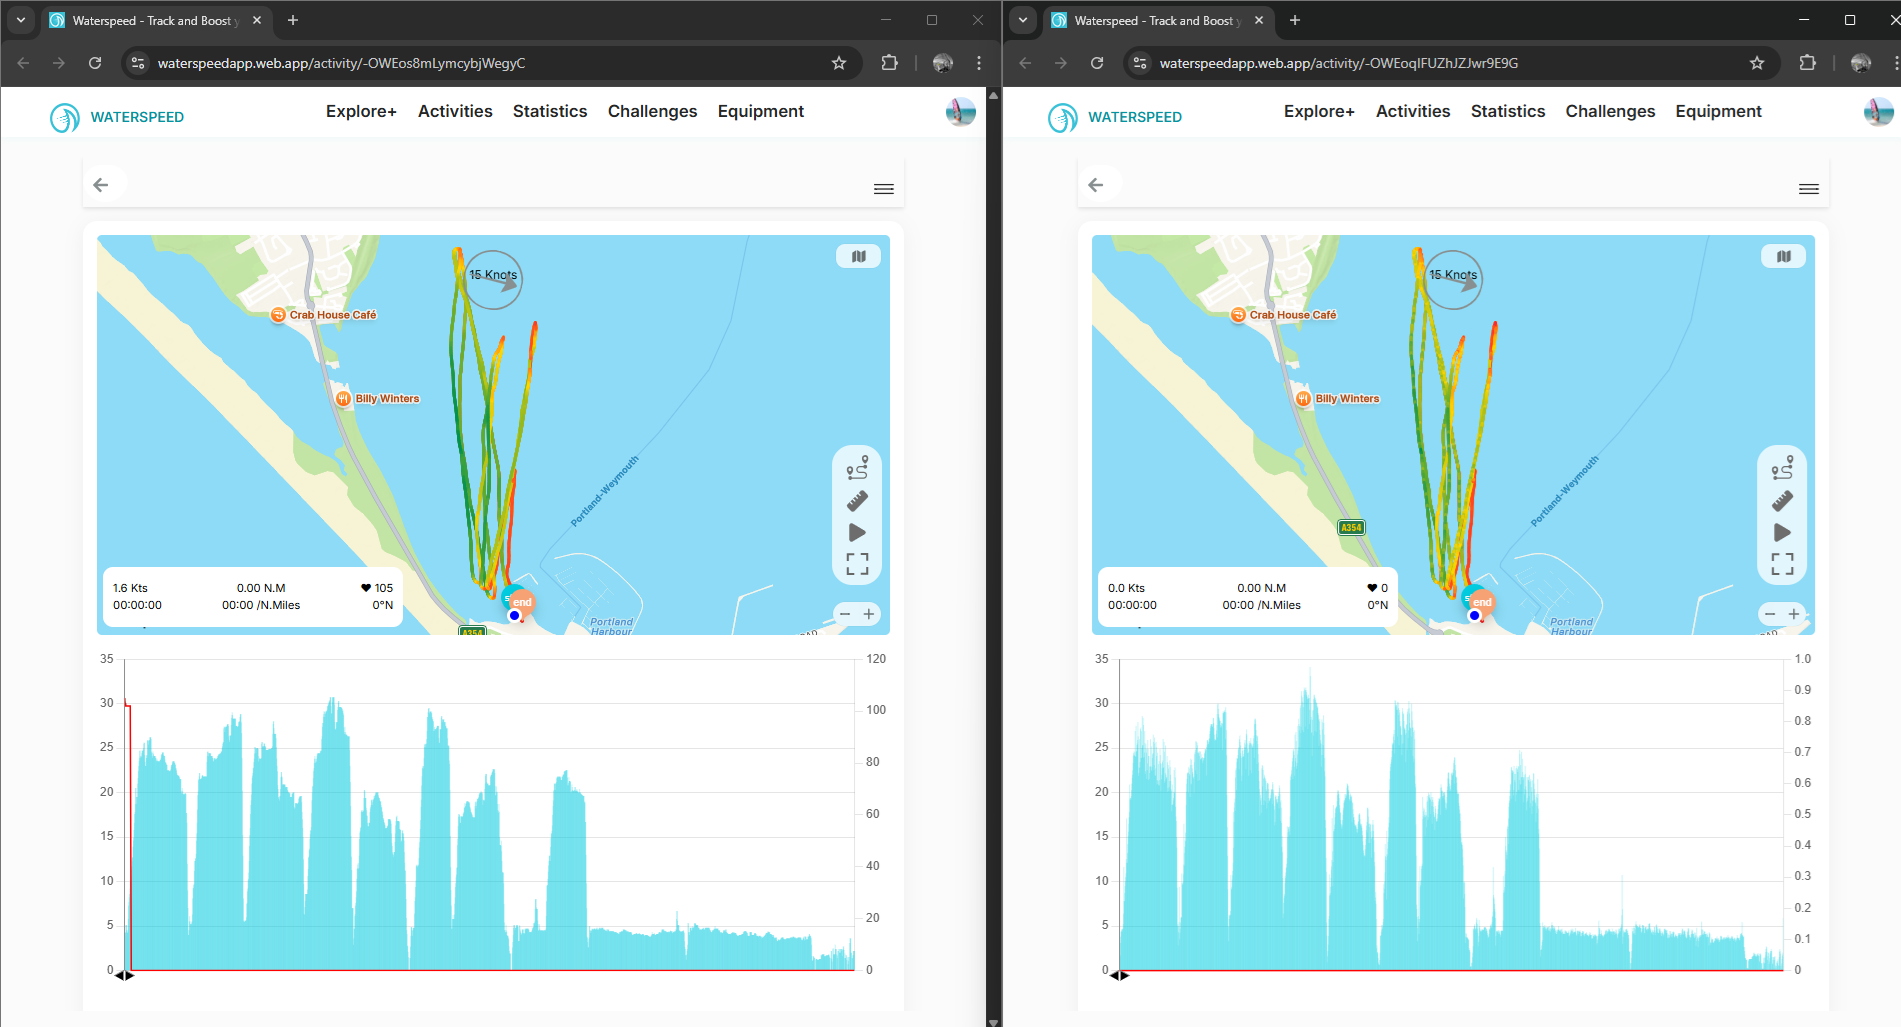 Waterspeed - Track and Boost y
waterspeedapp.web.app/activity/-OWEos8mLymcybjWegyC
WATERSPEED
Explore+ Activities Statistics Challenges Equipment
15 Knots
Crab House Café
Billy Winters
Portland-Weymouth
1.6 Kts 0.00 N.M 105
00:00:00 00:00 /N.Miles 0°N
end
A354
Portland
Harbour
35
30
25
20
15
10
5
0
120
100
80
60
40
20
0
Waterspeed - Track and Boost y
waterspeedapp.web.app/activity/-OWEoqIFUZhJZJwr9E9G
WATERSPEED
Explore+ Activities Statistics Challenges Equipment
15 Knots
Crab House Café
Billy Winters
Portland-Weymouth
A354
0.0 Kts 0.00 N.M 0
00:00:00 00:00 /N.Miles 0°N
end
Portland
Harbour
35
30
25
20
15
10
5
0
1.0
0.9
0.8
0.7
0.6
0.5
0.4
0.3
0.2
0.1
0